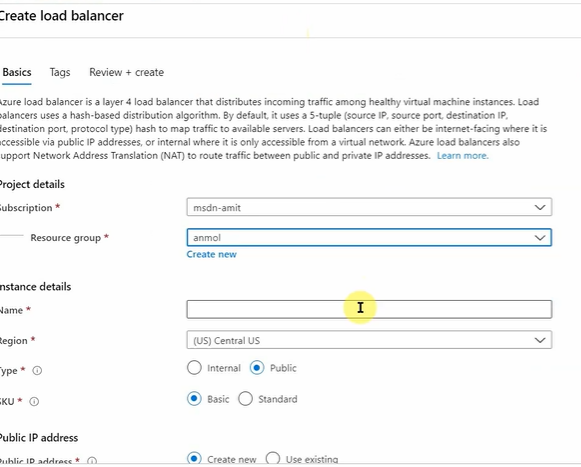 Create load balancer
Basics Tags Review + create
Azure load balancer is a layer 4 load balancer that distributes incoming traffic among healthy virtual machine instances. Load
balancers uses a hash-based distribution algorithm. By default, it uses a 5-tuple (source IP, source port, destination IP,
destination port, protocol type) hash to map traffic to available servers. Load balancers can either be internet-facing where it is
accessible via public IP addresses, or internal where it is only accessible from a virtual network. Azure load balancers also
support Network Address Translation (NAT) to route traffic between public and private IP addresses. Learn more.
Project details
Subscription * msdn-amit
Resource group * anmol
Create new
Instance details
Name *
Region * (US) Central US
Type * Internal Public
SKU * Basic Standard
Public IP address
Public IP address * Create new Use existing